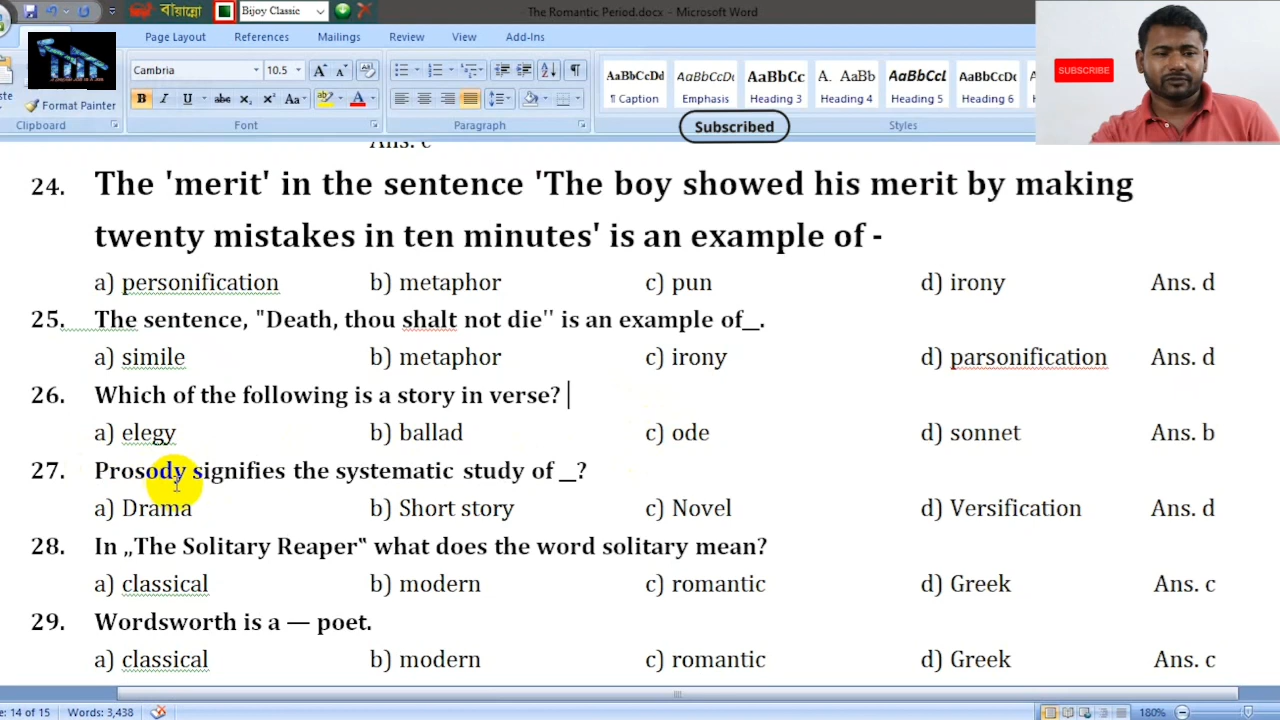 The Romantic Period.docx - Microsoft Word
বায়ান্নো Bijoy Classic
Page Layout References Mailings Review View Add-Ins
SUBSCRIBE
Cambria 10.5
AaBbCcDd AaBbCcDc AaBbCc A. AaBb AaBbCcL AaBbCc AaBbCcDc
Format Painter
¶ Caption Emphasis Heading 3 Heading 4 Heading 5 Heading 6
Clipboard Font Paragraph Styles
Subscribed
Ans. c
24. The 'merit' in the sentence 'The boy showed his merit by making
twenty mistakes in ten minutes' is an example of -
a) personification b) metaphor c) pun d) irony Ans. d
25. The sentence, "Death, thou shalt not die'' is an example of_.
a) simile b) metaphor c) irony d) parsonification Ans. d
26. Which of the following is a story in verse?
a) elegy b) ballad c) ode d) sonnet Ans. b
27. Prosody signifies the systematic study of _?
a) Drama b) Short story c) Novel d) Versification Ans. d
28. In „The Solitary Reaper‟ what does the word solitary mean?
a) classical b) modern c) romantic d) Greek Ans. c
29. Wordsworth is a — poet.
a) classical b) modern c) romantic d) Greek Ans. c
e: 14 of 15 Words: 3,438 180%